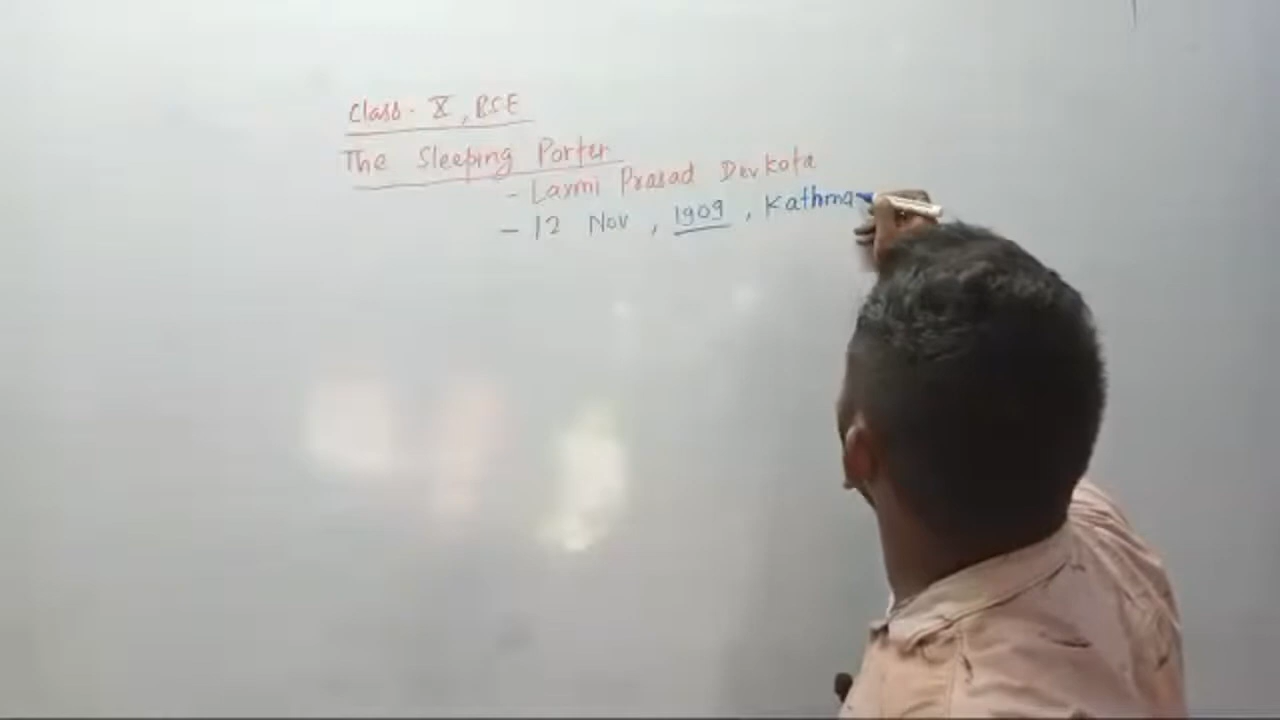 Class - X, BSE
The Sleeping Porter
- Laxmi Prasad Devkota
- 12 Nov, 1909, Kathma